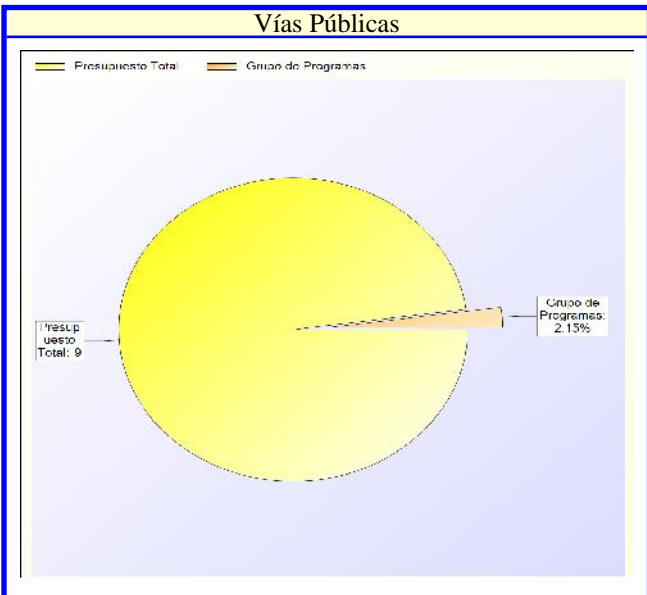 Vías Públicas
Presupuesto Total Grupo de Programas
Grupo de
Programas:
2.15%
Presup
uesto
Total: 9